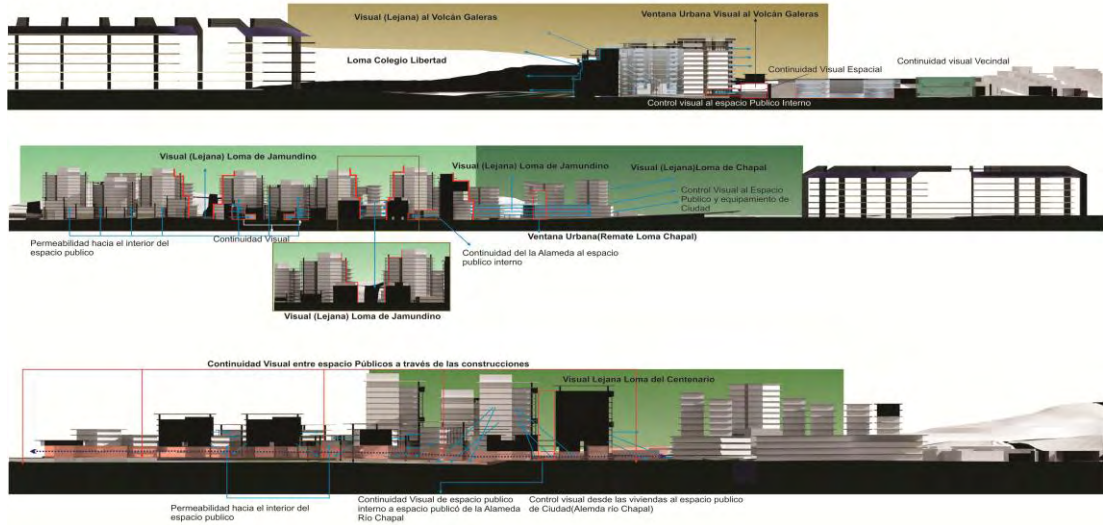 Visual (Lejana) al Volcán Galeras
Ventana Urbana Visual al Volcán Galeras
Loma Colegio Libertad
Continuidad Visual Espacial
Continuidad visual Vecindal
Control visual al espacio Publico Interno
Visual (Lejana) Loma de Jamundino
Visual (Lejana) Loma de Jamundino
Visual (Lejana)Loma de Chapal
Control Visual al Espacio
Publico y equipamiento de
Ciudad
Permeabilidad hacia el interior del
espacio publico
Continuidad Visual
Ventana Urbana(Remate Loma Chapal)
Continuidad del la Alameda al espacio
publico interno
Visual (Lejana) Loma de Jamundino
Continuidad Visual entre espacio Públicos a través de las construcciones
Visual Lejana Loma del Centenario
Permeabilidad hacia el interior del
espacio publico
Continuidad Visual de espacio publico
interno a espacio publicó de la Alameda
Río Chapal
Control visual desde las viviendas al espacio publico
de Ciudad(Alemda río Chapal)